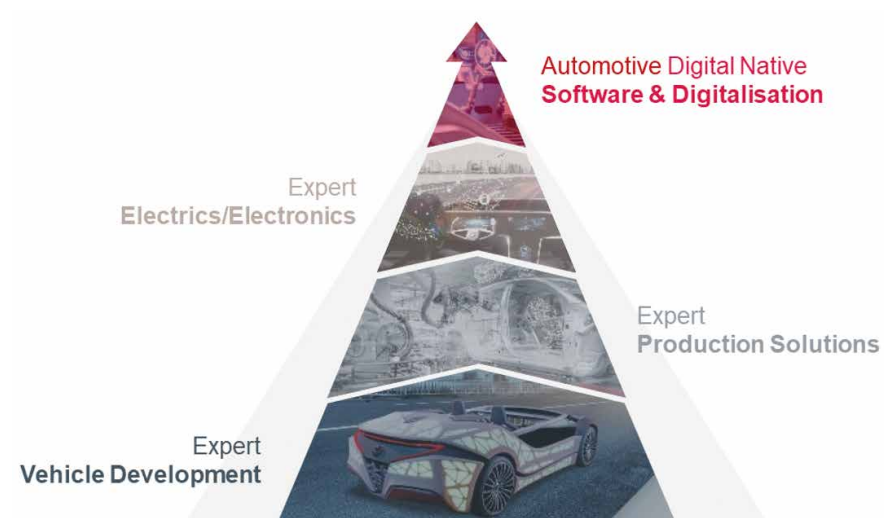 Automotive Digital Native
Software & Digitalisation
Expert
Electrics/Electronics
Expert
Production Solutions
Expert
Vehicle Development